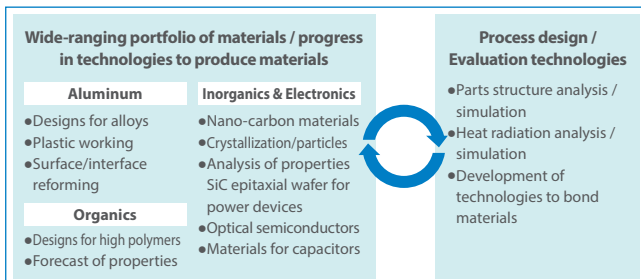 Wide-ranging portfolio of materials / progress
in technologies to produce materials
Aluminum
●Designs for alloys
●Plastic working
●Surface/interface
reforming
Organics
●Designs for high polymers
●Forecast of properties
Inorganics & Electronics
●Nano-carbon materials
●Crystallization/particles
●Analysis of properties
SiC epitaxial wafer for
power devices
●Optical semiconductors
●Materials for capacitors
Process design /
Evaluation technologies
●Parts structure analysis /
simulation
●Heat radiation analysis /
simulation
●Development of
technologies to bond
materials